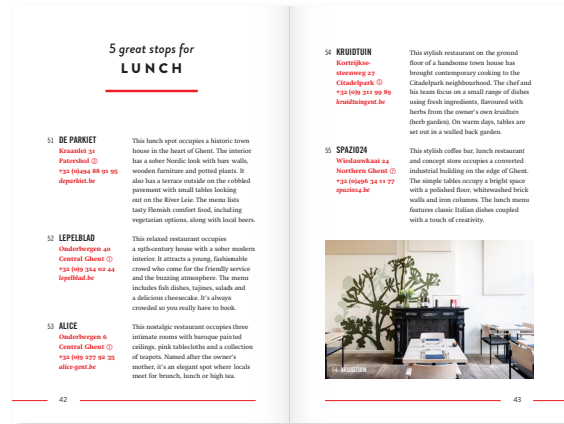 5 great stops for
LUNCH
51 DE PARKIET
Kraanlei 31
Patershol ②
+32 (0)494 88 91 95
deparkiet.be
This lunch spot occupies a historic town
house in the heart of Ghent. The interior
has a sober Nordic look with bare walls,
wooden furniture and potted plants. It
also has a terrace outside on the cobbled
pavement with small tables looking
out on the River Leie. The menu lists
tasty Flemish comfort food, including
vegetarian options, along with local beers.
52 LEPELBLAD
Onderbergen 40
Central Ghent ①
+32 (0)9 324 02 44
lepelblad.be
This relaxed restaurant occupies
a 19th-century house with a sober modern
interior. It attracts a young, fashionable
crowd who come for the friendly service
and the buzzing atmosphere. The menu
includes fish dishes, tajines, salads and
a delicious cheesecake. It's always
crowded so you really have to book.
53 ALICE
Onderbergen 6
Central Ghent ①
+32 (0)9 277 92 35
alice-gent.be
This nostalgic restaurant occupies three
intimate rooms with baroque painted
ceilings, pink tablecloths and a collection
of teapots. Named after the owner's
mother, it's an elegant spot where locals
meet for brunch, lunch or high tea.
42
54 KRUIDTUIN
Kortrijkse-
steenweg 27
Citadelpark ⑤
+32 (0)9 311 99 89
kruidtuingent.be
This stylish restaurant on the ground
floor of a handsome town house has
brought contemporary cooking to the
Citadelpark neighbourhood. The chef and
his team focus on a small range of dishes
using fresh ingredients, flavoured with
herbs from the owner's own kruidtuin
(herb garden). On warm days, tables are
set out in a walled back garden.
55 SPAZIO24
Wiedauwkaai 24
Northern Ghent ⑦
+32 (0)496 34 11 77
spazio24.be
This stylish coffee bar, lunch restaurant
and concept store occupies a converted
industrial building on the edge of Ghent.
The simple tables occupy a bright space
with a polished floor, whitewashed brick
walls and iron columns. The lunch menu
features classic Italian dishes coupled
with a touch of creativity.
54 KRUIDTUIN
43